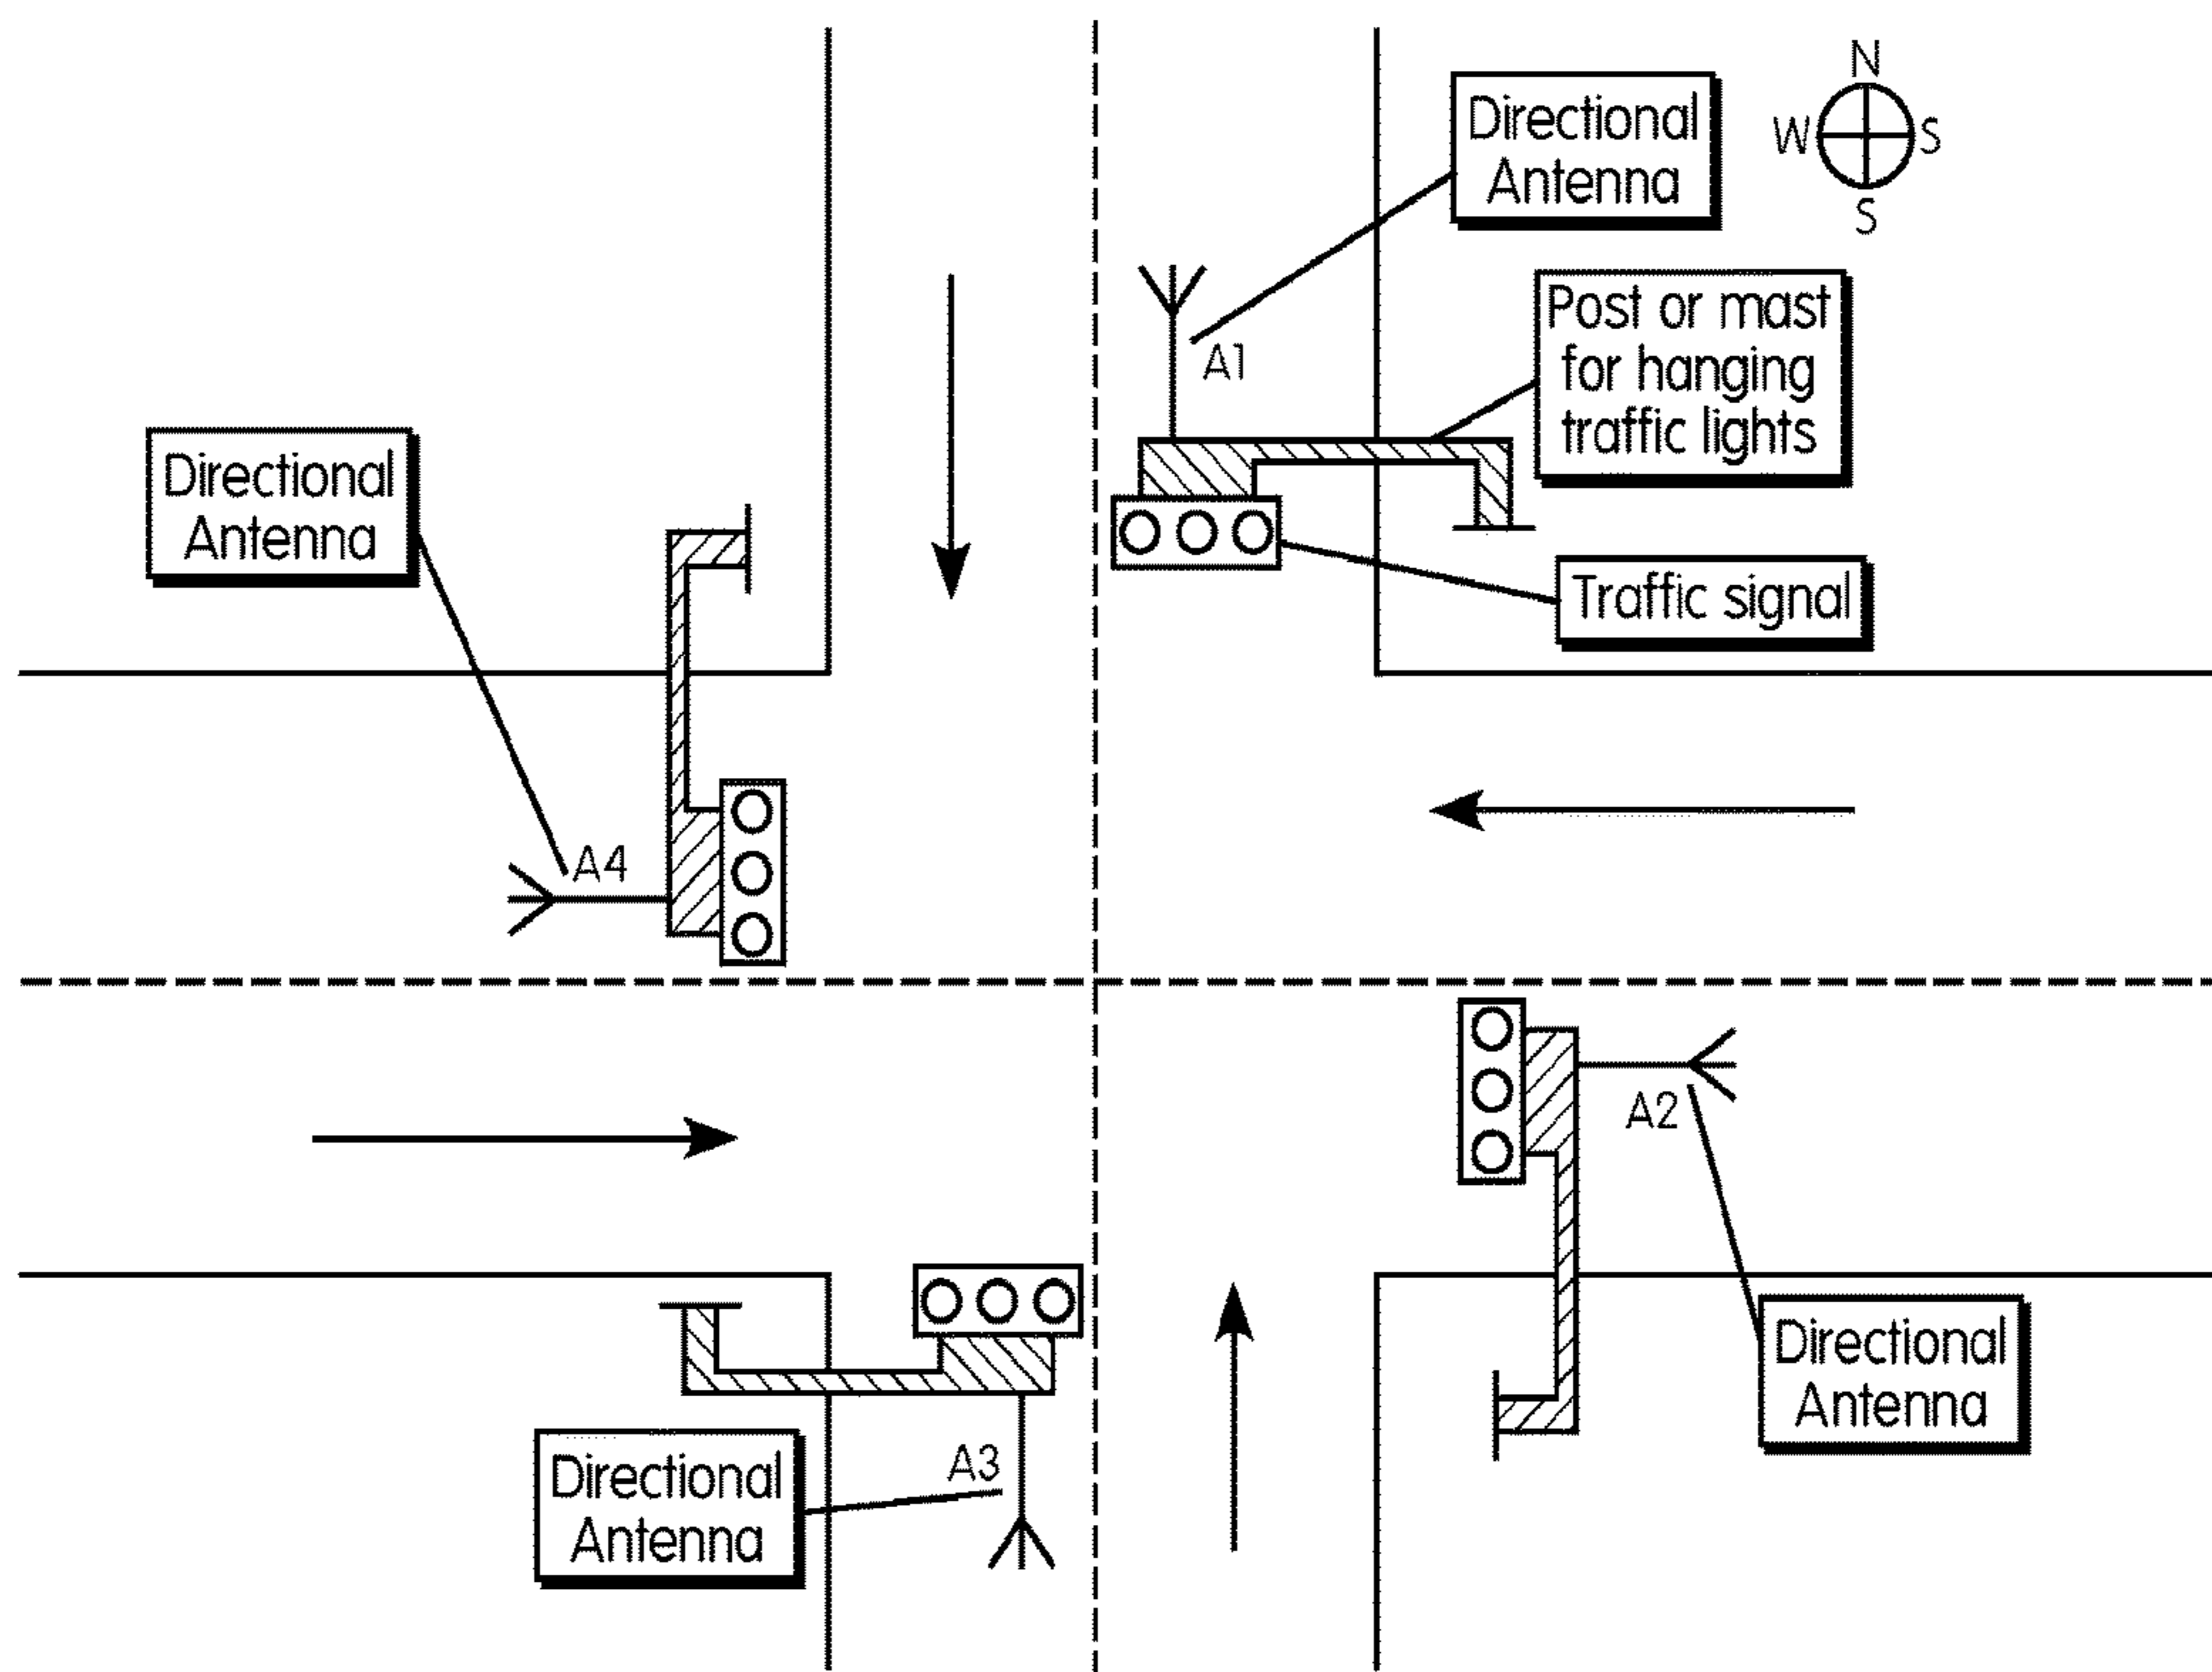 N
W S
S
Directional
Antenna
A1
Post or mast
for hanging
traffic lights
Directional
Antenna
Traffic signal
A4
A2
Directional
Antenna
A3
Directional
Antenna